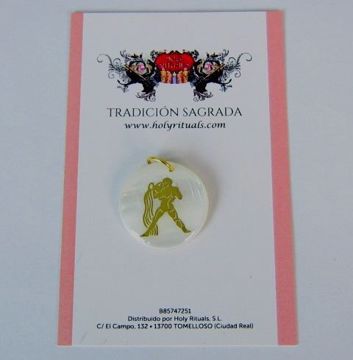 TRADICIÓN SAGRADA
www.holyrituals.com
B85747251
Distribuido por Holy Rituals, S.L.
C/ El Campo, 132 • 13700 TOMELLOSO (Ciudad Real)